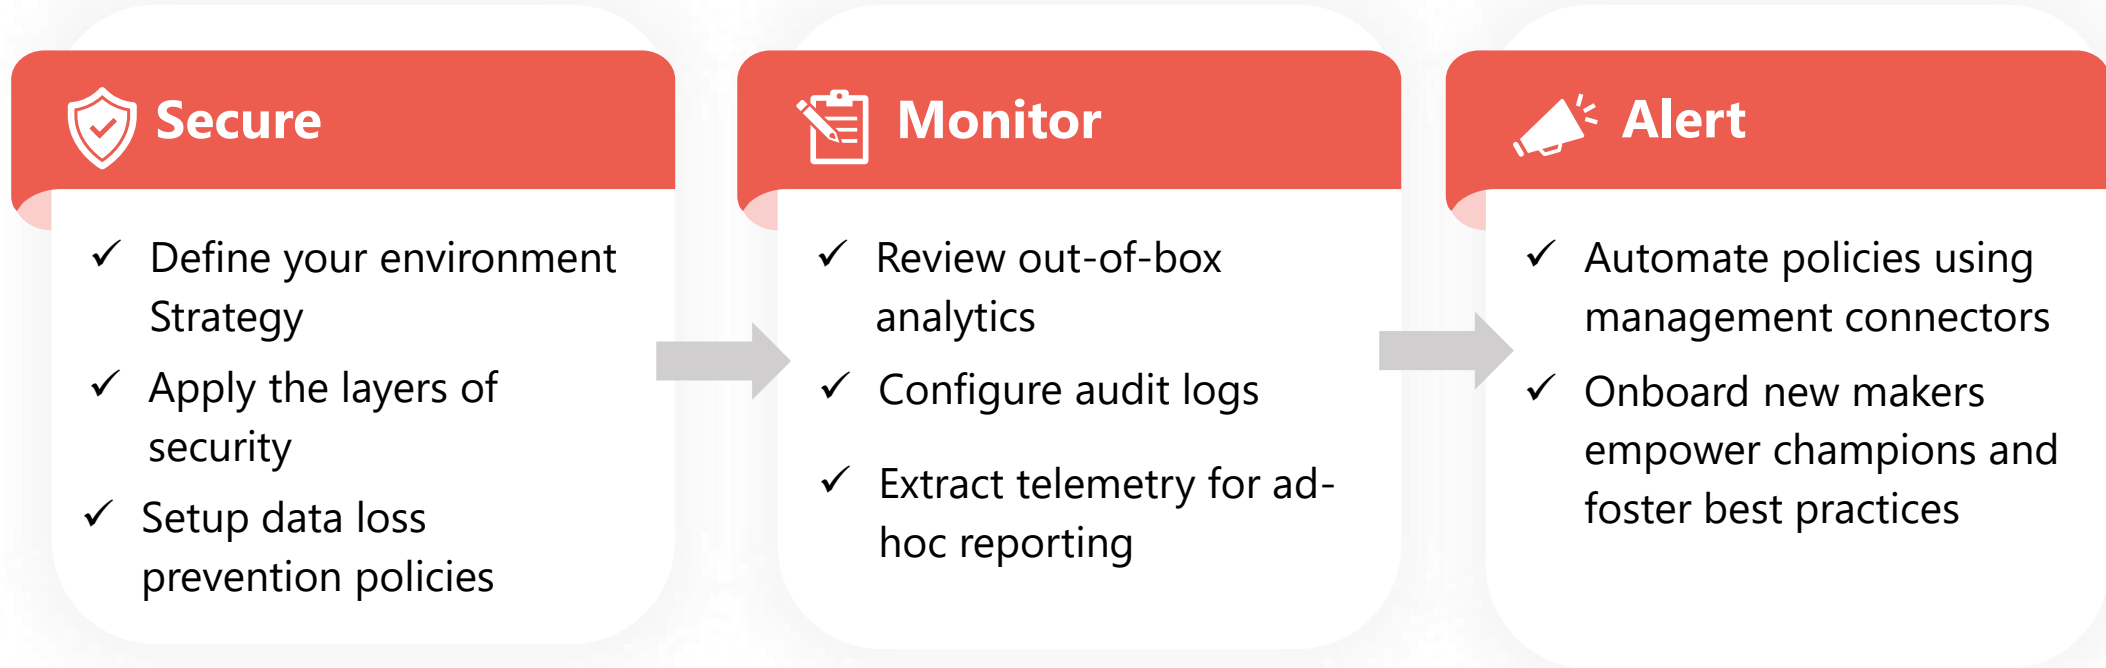 Secure
✓ Define your environment
Strategy
✓ Apply the layers of
security
✓ Setup data loss
prevention policies
Monitor
✓ Review out-of-box
analytics
✓ Configure audit logs
✓ Extract telemetry for ad-
hoc reporting
Alert
✓ Automate policies using
management connectors
✓ Onboard new makers
empower champions and
foster best practices